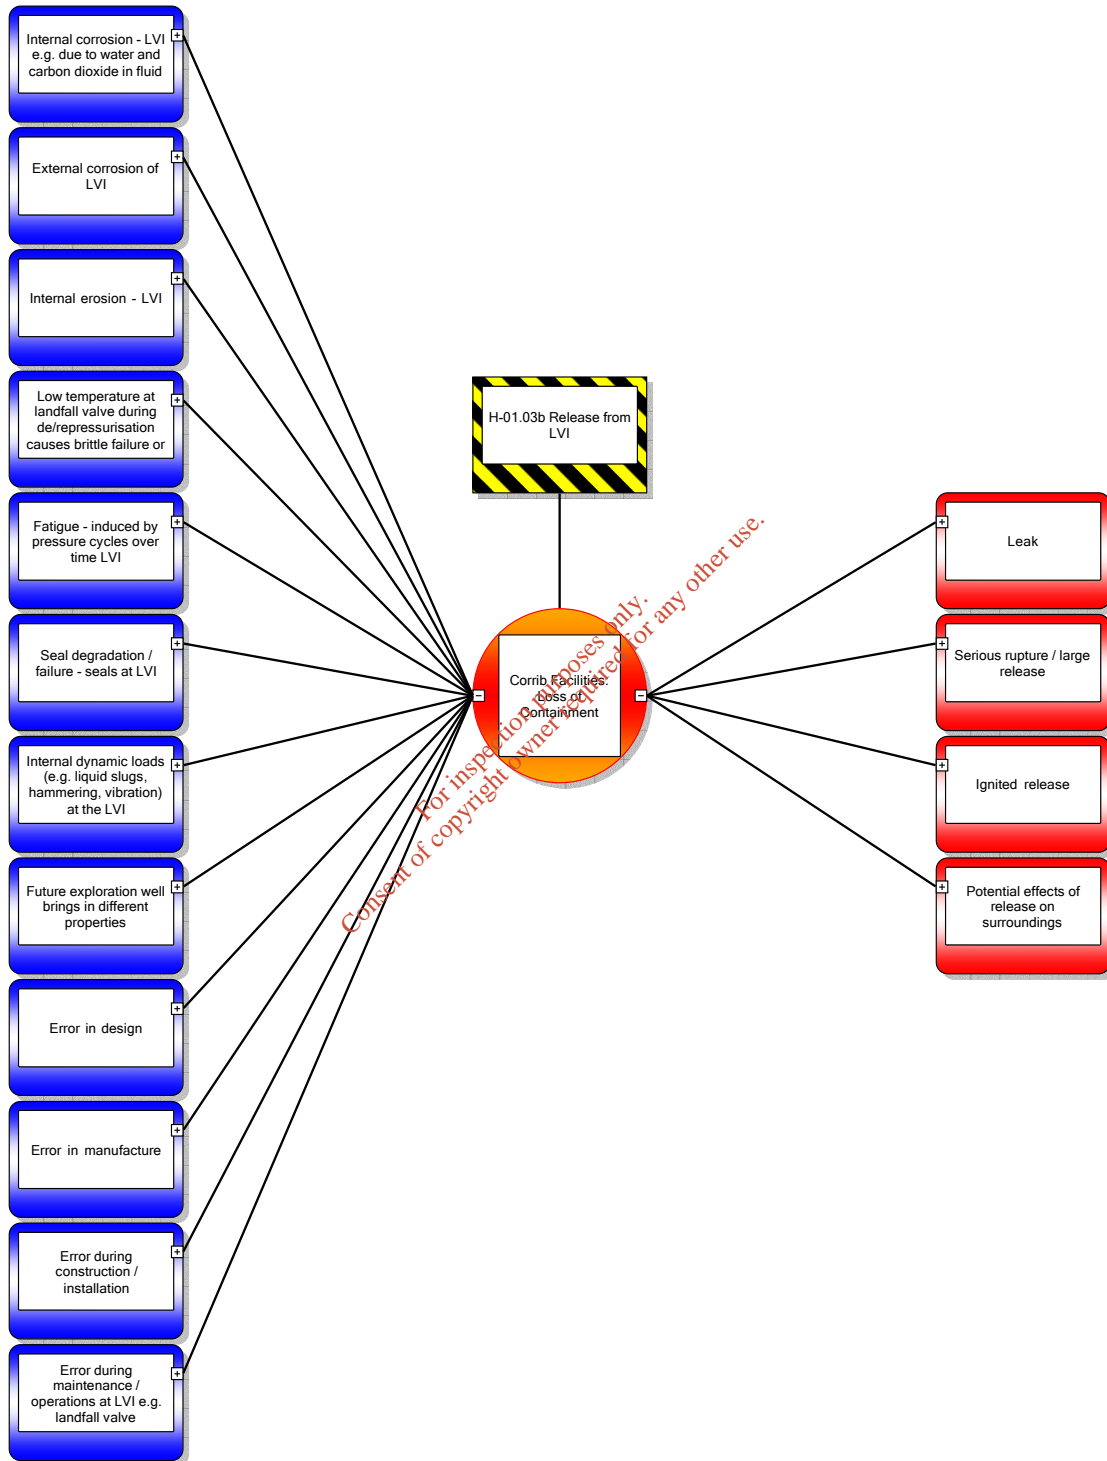 Internal corrosion - LVI
e.g. due to water and
carbon dioxide in fluid
External corrosion of
LVI
Internal erosion - LVI
Low temperature at
landfall valve during
de/repressurisation
causes brittle failure or
Fatigue - induced by
pressure cycles over
time LVI
Seal degradation /
failure - seals at LVI
Internal dynamic loads
(e.g. liquid slugs,
hammering, vibration)
at the LVI
Future exploration well
brings in different
properties
Error in design
Error in manufacture
Error during
construction /
installation
Error during
maintenance /
operations at LVI e.g.
landfall valve
H-01.03b Release from
LVI
Corrib Facilities:
Loss of
Containment
For inspection purposes only.
Consent of copyright owner required for any other use.
Leak
Serious rupture / large
release
Ignited release
Potential effects of
release on
surroundings